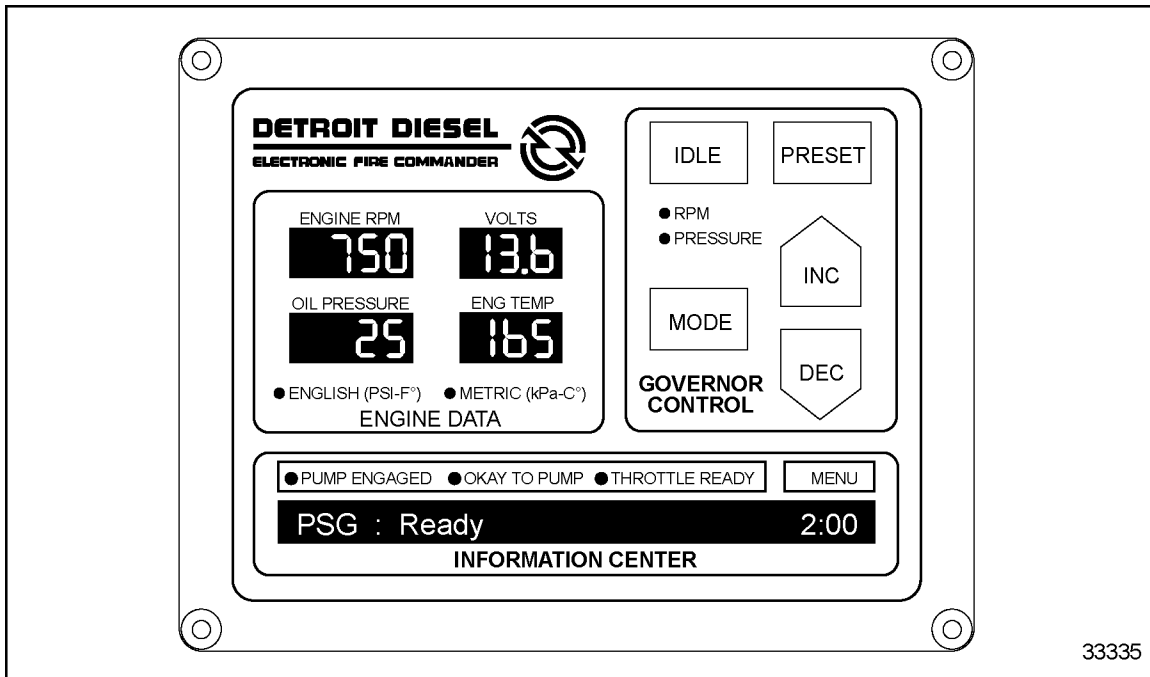 DETROIT DIESEL
ELECTRONIC FIRE COMMANDER
ENGINE RPM
750
VOLTS
13.6
OIL PRESSURE
25
ENG TEMP
165
ENGLISH (PSI-F°)
METRIC (kPa-C°)
ENGINE DATA
IDLE
PRESET
RPM
PRESSURE
INC
MODE
DEC
GOVERNOR
CONTROL
PUMP ENGAGED
OKAY TO PUMP
THROTTLE READY
MENU
PSG : Ready 2:00
INFORMATION CENTER
33335